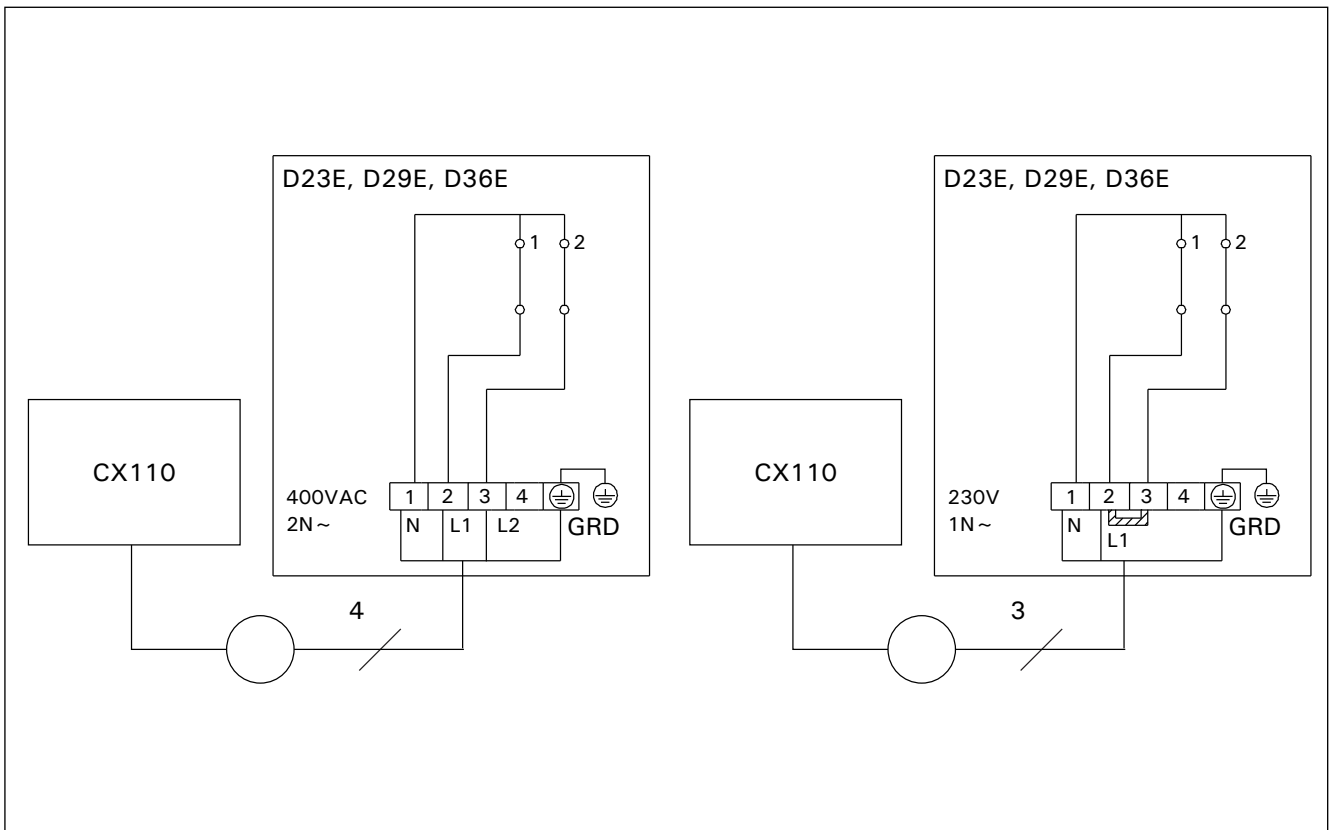 D23E, D29E, D36E
1 2
CX110
400VAC
2N~
1 2 3 4
N L1 L2 GRD
4
D23E, D29E, D36E
1 2
CX110
230V
1N~
1 2 3 4
N L1 GRD
3